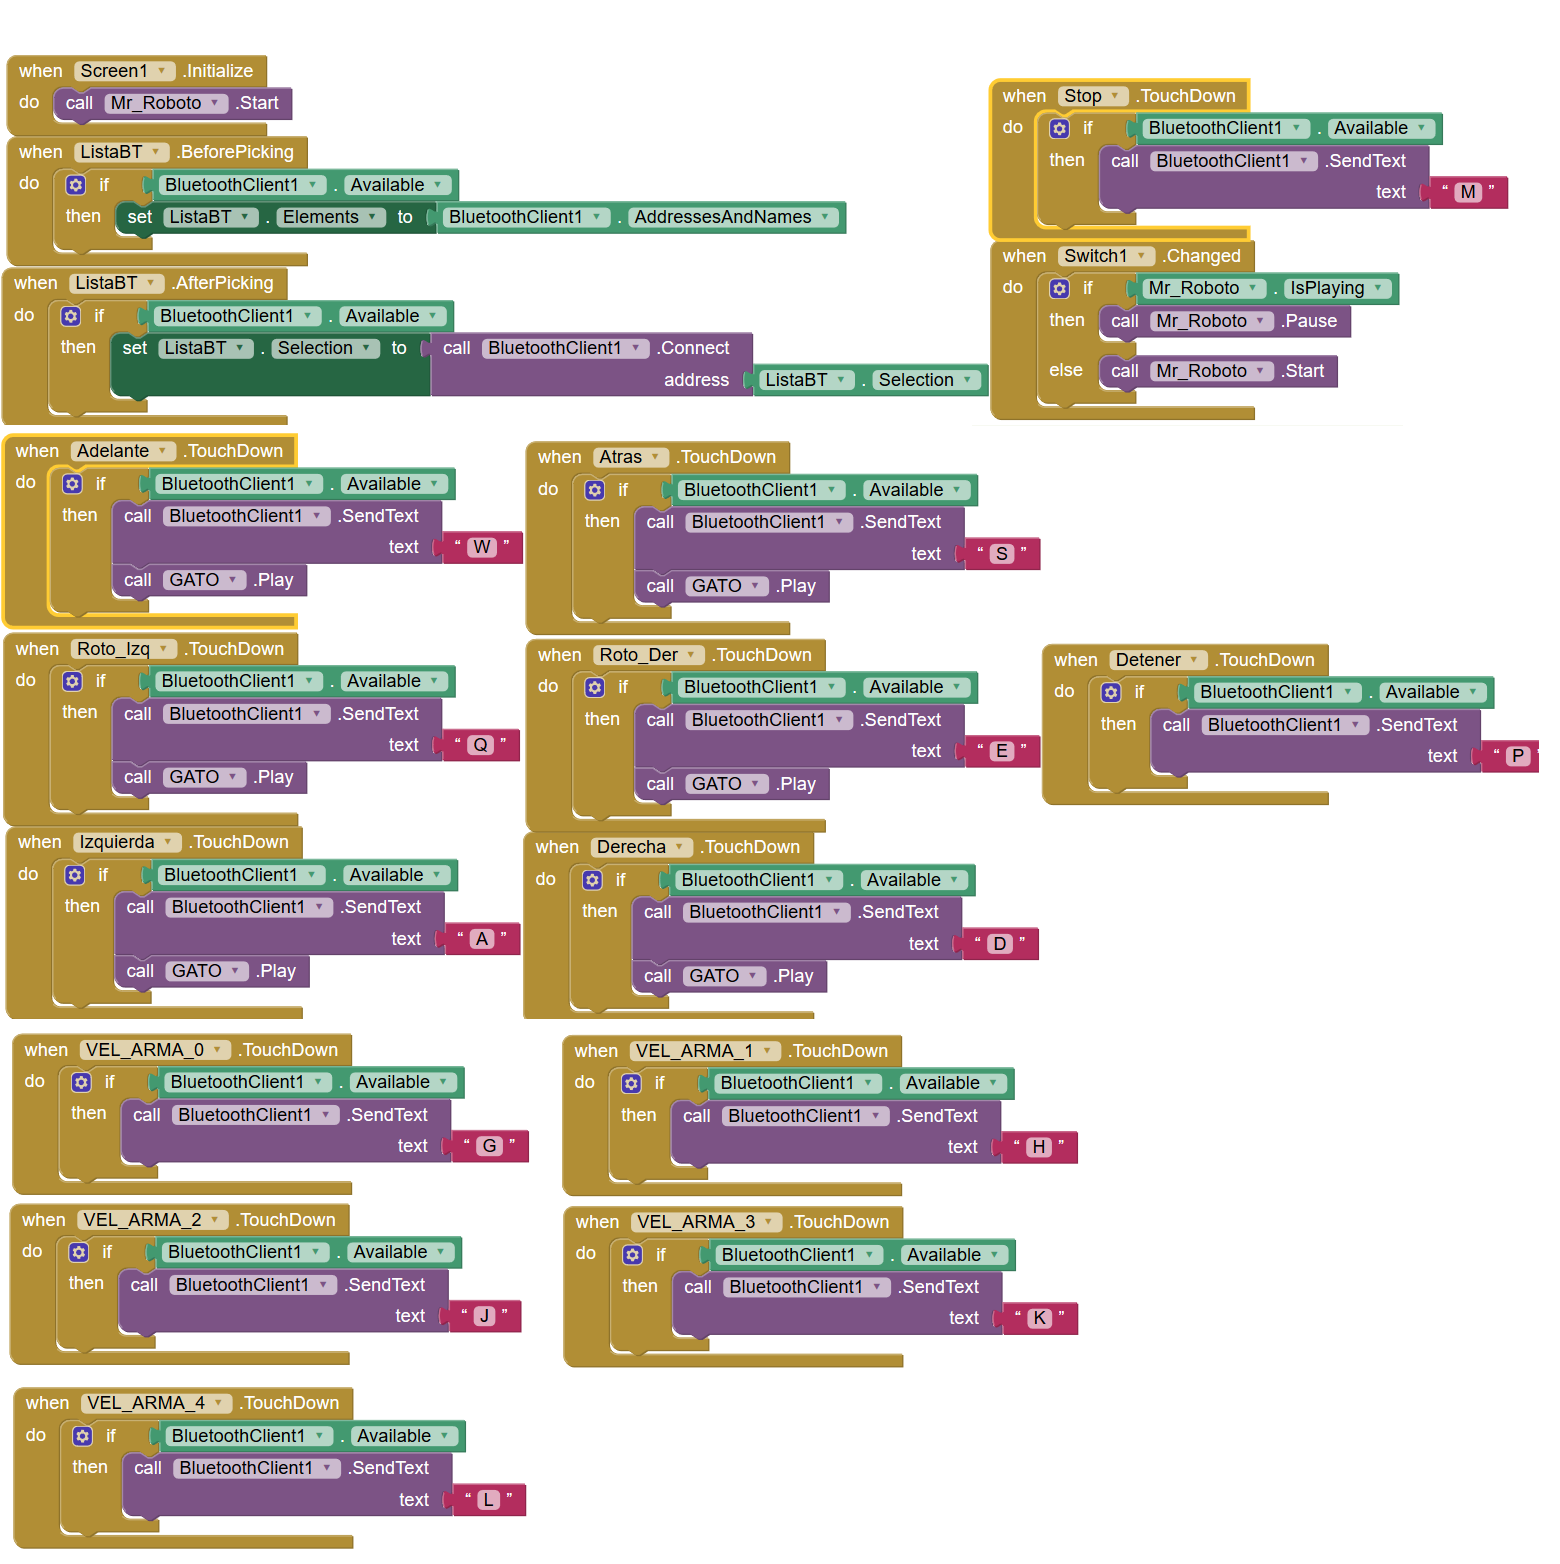 when Screen1 .Initialize
do call Mr_Roboto .Start
when ListaBT .BeforePicking
do if BluetoothClient1 . Available
then set ListaBT . Elements to BluetoothClient1 . AddressesAndNames
when ListaBT .AfterPicking
do if BluetoothClient1 . Available
then set ListaBT . Selection to call BluetoothClient1 .Connect
address ListaBT . Selection
when Stop .TouchDown
do if BluetoothClient1 . Available
then call BluetoothClient1 .SendText
text “ M ”
when Switch1 .Changed
do if Mr_Roboto . IsPlaying
then call Mr_Roboto .Pause
else call Mr_Roboto .Start
when Adelante .TouchDown
do if BluetoothClient1 . Available
then call BluetoothClient1 .SendText
text “ W ”
call GATO .Play
when Atras .TouchDown
do if BluetoothClient1 . Available
then call BluetoothClient1 .SendText
text “ S ”
call GATO .Play
when Roto_Izq .TouchDown
do if BluetoothClient1 . Available
then call BluetoothClient1 .SendText
text “ Q ”
call GATO .Play
when Roto_Der .TouchDown
do if BluetoothClient1 . Available
then call BluetoothClient1 .SendText
text “ E ”
call GATO .Play
when Detener .TouchDown
do if BluetoothClient1 . Available
then call BluetoothClient1 .SendText
text “ P ”
when Izquierda .TouchDown
do if BluetoothClient1 . Available
then call BluetoothClient1 .SendText
text “ A ”
call GATO .Play
when Derecha .TouchDown
do if BluetoothClient1 . Available
then call BluetoothClient1 .SendText
text “ D ”
call GATO .Play
when VEL_ARMA_0 .TouchDown
do if BluetoothClient1 . Available
then call BluetoothClient1 .SendText
text “ G ”
when VEL_ARMA_1 .TouchDown
do if BluetoothClient1 . Available
then call BluetoothClient1 .SendText
text “ H ”
when VEL_ARMA_2 .TouchDown
do if BluetoothClient1 . Available
then call BluetoothClient1 .SendText
text “ J ”
when VEL_ARMA_3 .TouchDown
do if BluetoothClient1 . Available
then call BluetoothClient1 .SendText
text “ K ”
when VEL_ARMA_4 .TouchDown
do if BluetoothClient1 . Available
then call BluetoothClient1 .SendText
text “ L ”